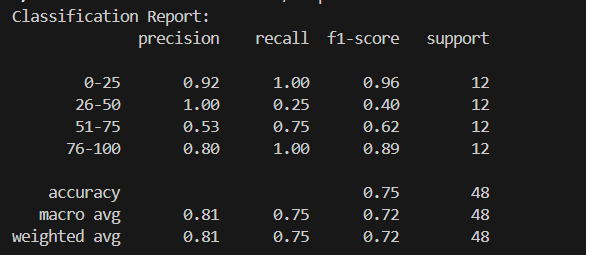 Classification Report:
precision recall f1-score support
0-25 0.92 1.00 0.96 12
26-50 1.00 0.25 0.40 12
51-75 0.53 0.75 0.62 12
76-100 0.80 1.00 0.89 12
accuracy 0.75 48
macro avg 0.81 0.75 0.72 48
weighted avg 0.81 0.75 0.72 48